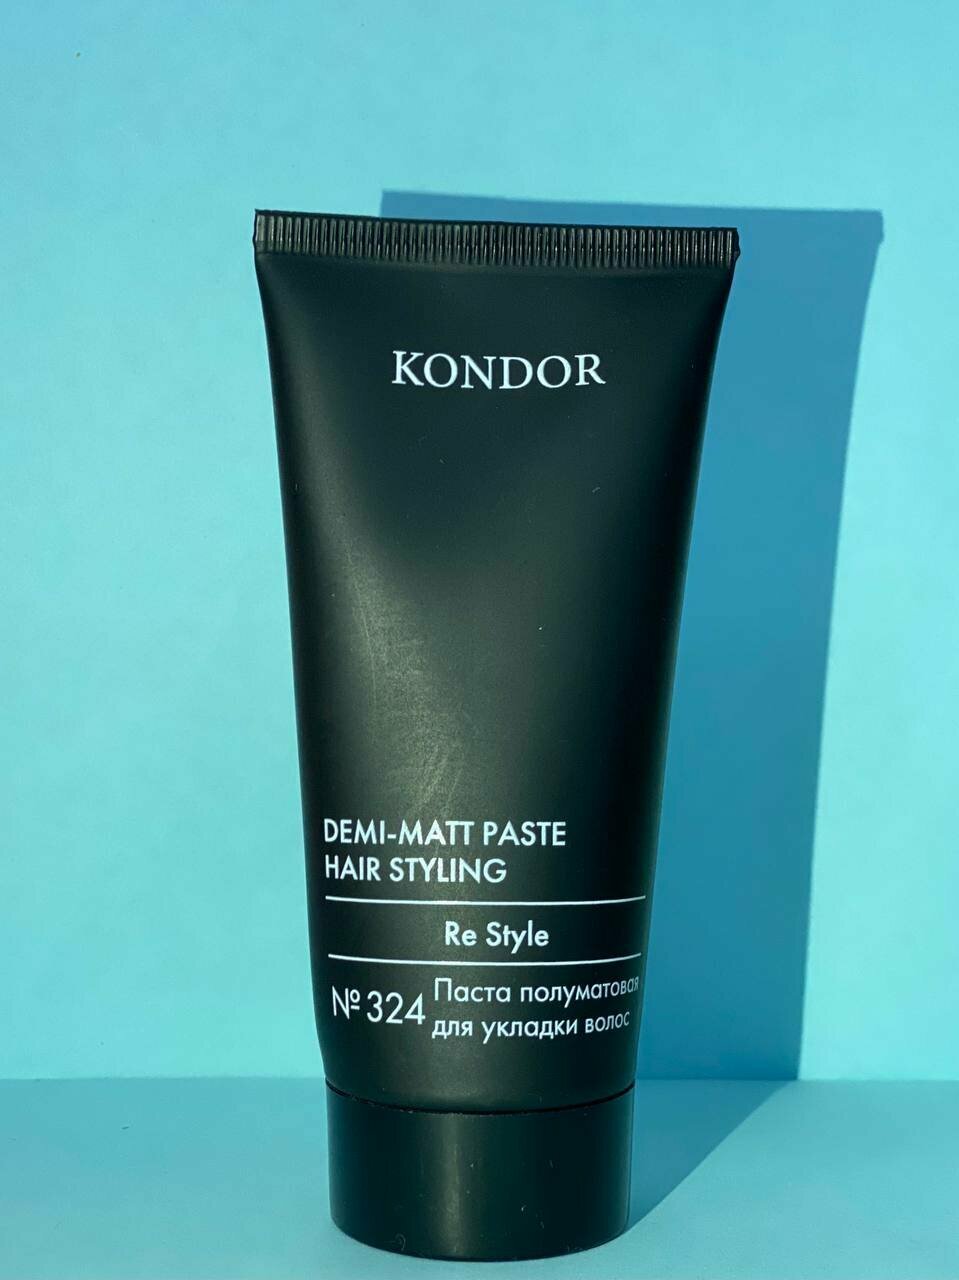 KONDOR
DEMI-MATT PASTE
HAIR STYLING
Re Style
№ 324
Паста полуматовая
для укладки волос